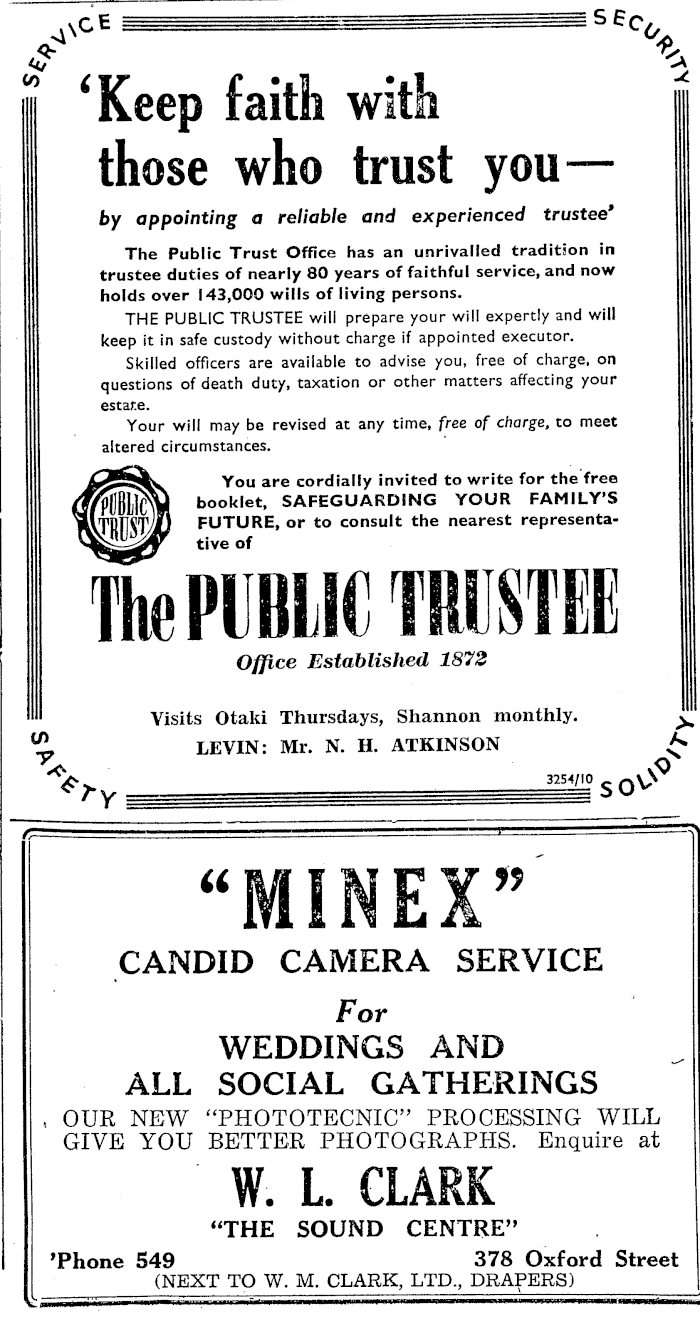 SERVICE
SECURITY
‘Keep faith with
those who trust you—
by appointing a reliable and experienced trustee’
The Public Trust Office has an unrivalled tradition in
trustee duties of nearly 80 years of faithful service, and now
holds over 143,000 wills of living persons.
THE PUBLIC TRUSTEE will prepare your will expertly and will
keep it in safe custody without charge if appointed executor.
Skilled officers are available to advise you, free of charge, on
questions of death duty, taxation or other matters affecting your
estate.
Your will may be revised at any time, free of charge, to meet
altered circumstances.
PUBLIC
TRUST
You are cordially invited to write for the free
booklet, SAFEGUARDING YOUR FAMILY'S
FUTURE, or to consult the nearest representa-
tive of
The PUBLIC TRUSTEE
Office Established 1872
Visits Otaki Thursdays, Shannon monthly.
LEVIN: Mr. N. H. ATKINSON
3254/10
SAFETY
SOLIDITY
“MINEX”
CANDID CAMERA SERVICE
For
WEDDINGS AND
ALL SOCIAL GATHERINGS
OUR NEW “PHOTOTECNIC” PROCESSING WILL
GIVE YOU BETTER PHOTOGRAPHS. Enquire at
W. L. CLARK
“THE SOUND CENTRE”
’Phone 549 378 Oxford Street
(NEXT TO W. M. CLARK, LTD., DRAPERS)